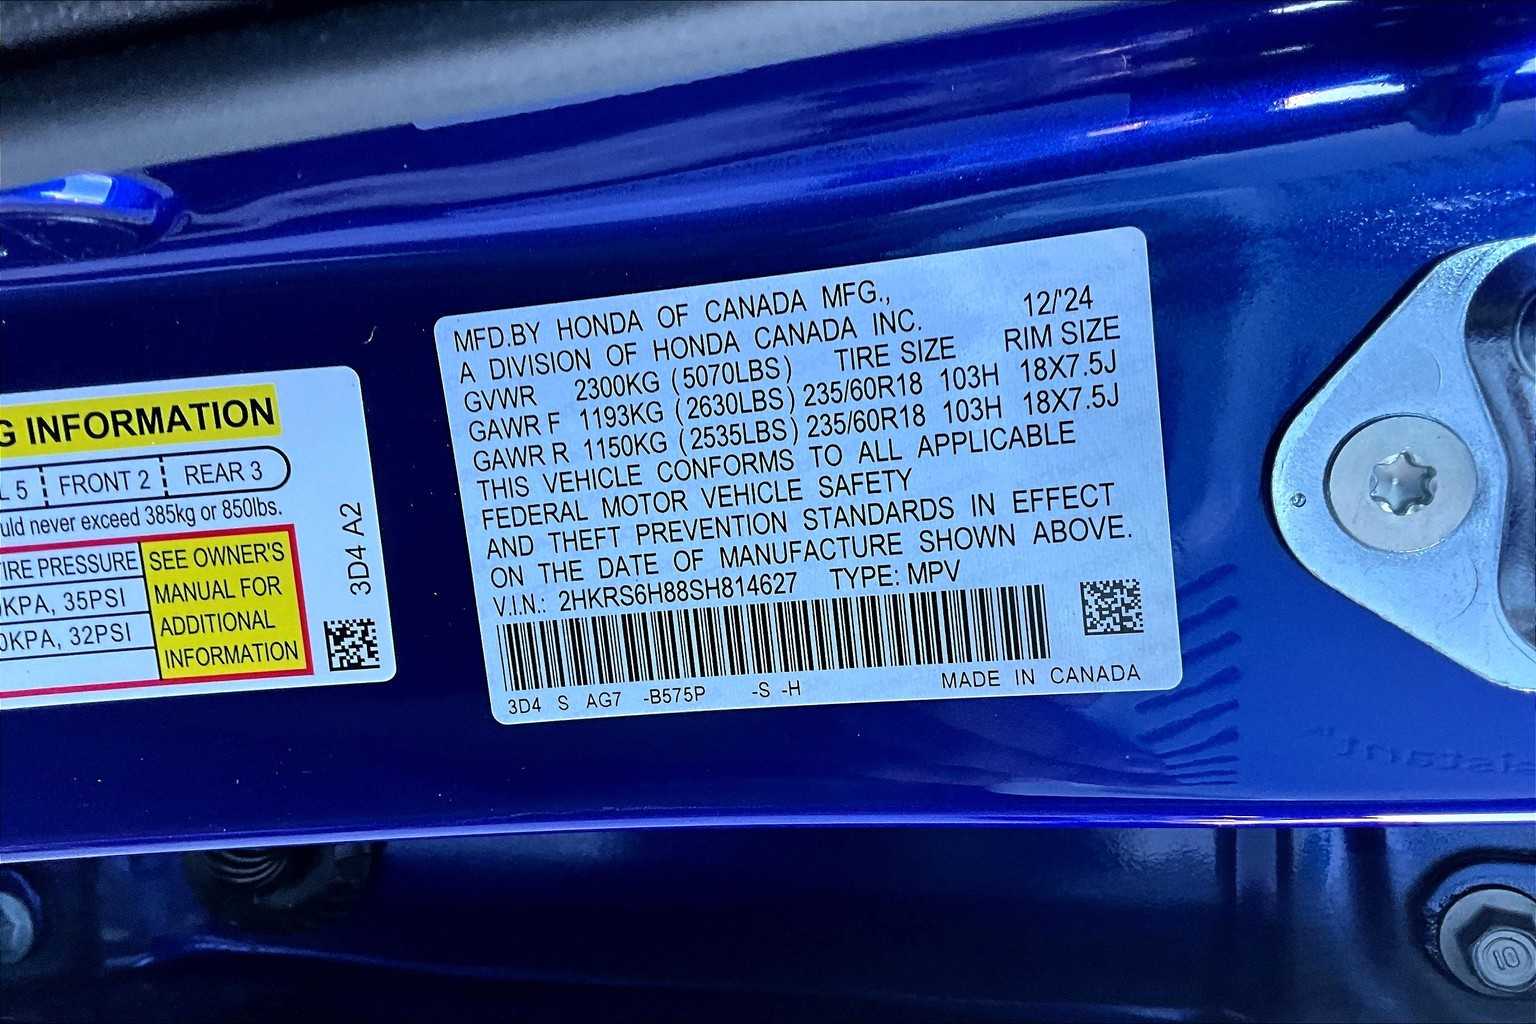 G INFORMATION
L 5 FRONT 2 REAR 3
uld never exceed 385kg or 850lbs.
IRE PRESSURE
0KPA, 35PSI
0KPA, 32PSI
SEE OWNER'S
MANUAL FOR
ADDITIONAL
INFORMATION
3D4 A2
MFD.BY HONDA OF CANADA MFG., 12/'24
A DIVISION OF HONDA CANADA INC.
GVWR 2300KG (5070LBS) TIRE SIZE RIM SIZE
GAWR F 1193KG (2630LBS) 235/60R18 103H 18X7.5J
GAWR R 1150KG (2535LBS) 235/60R18 103H 18X7.5J
THIS VEHICLE CONFORMS TO ALL APPLICABLE
FEDERAL MOTOR VEHICLE SAFETY
AND THEFT PREVENTION STANDARDS IN EFFECT
ON THE DATE OF MANUFACTURE SHOWN ABOVE.
V.I.N.: 2HKRS6H88SH814627 TYPE: MPV
3D4 S AG7 -B575P -S -H MADE IN CANADA
10